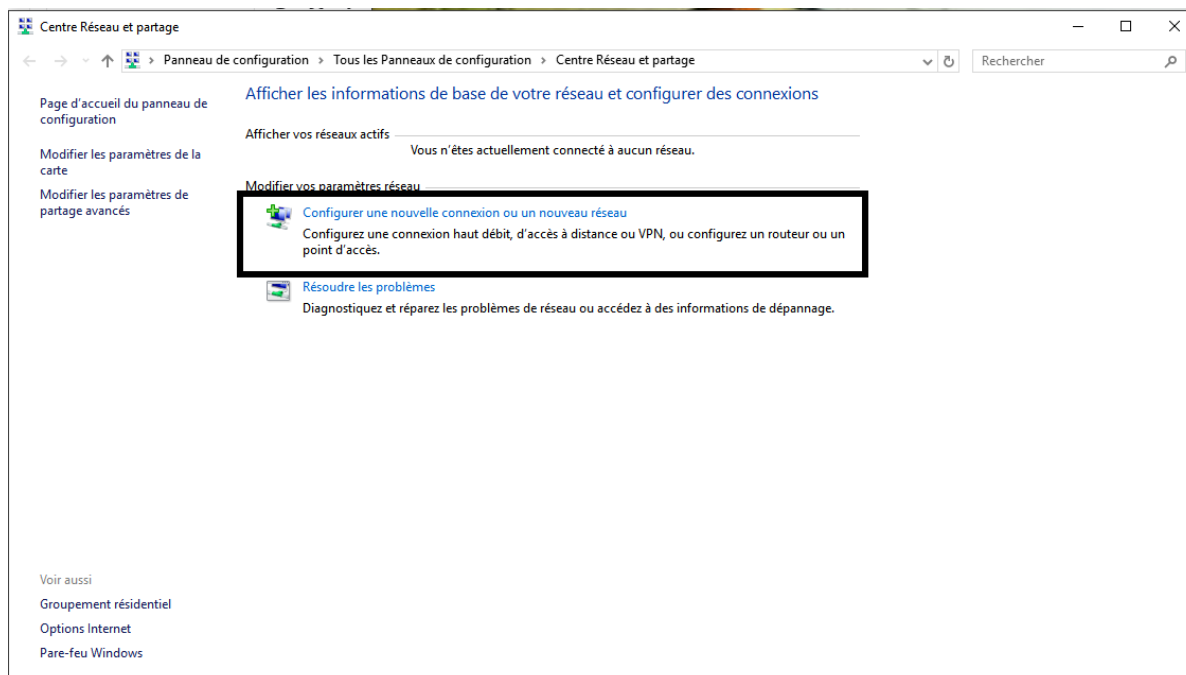 Centre Réseau et partage
Panneau de configuration > Tous les Panneaux de configuration > Centre Réseau et partage
Rechercher
Page d'accueil du panneau de
configuration
Modifier les paramètres de la
carte
Modifier les paramètres de
partage avancés
Afficher les informations de base de votre réseau et configurer des connexions
Afficher vos réseaux actifs
Vous n'êtes actuellement connecté à aucun réseau.
Modifier vos paramètres réseau
Configurer une nouvelle connexion ou un nouveau réseau
Configurez une connexion haut débit, d'accès à distance ou VPN, ou configurez un routeur ou un
point d'accès.
Résoudre les problèmes
Diagnostiquez et réparez les problèmes de réseau ou accédez à des informations de dépannage.
Voir aussi
Groupement résidentiel
Options Internet
Pare-feu Windows